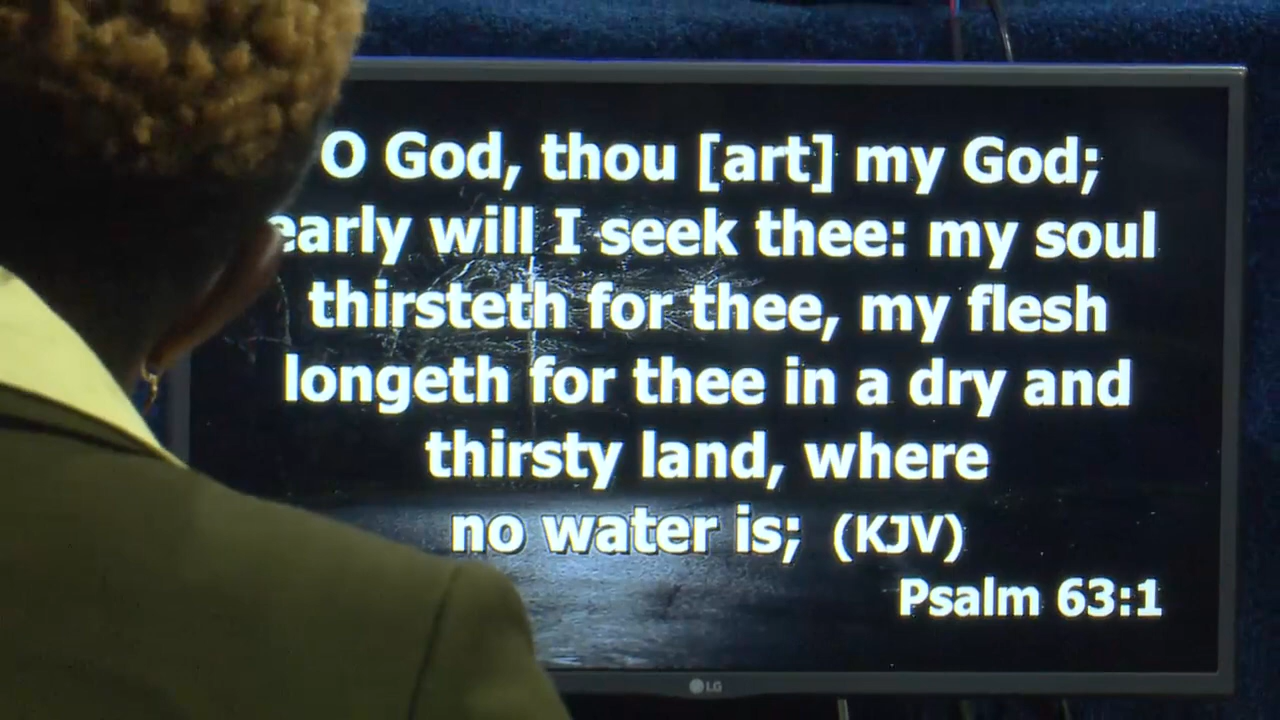 O God, thou [art] my God;
early will I seek thee: my soul
thirsteth for thee, my flesh
longeth for thee in a dry and
thirsty land, where
no water is; (KJV)
Psalm 63:1
LG